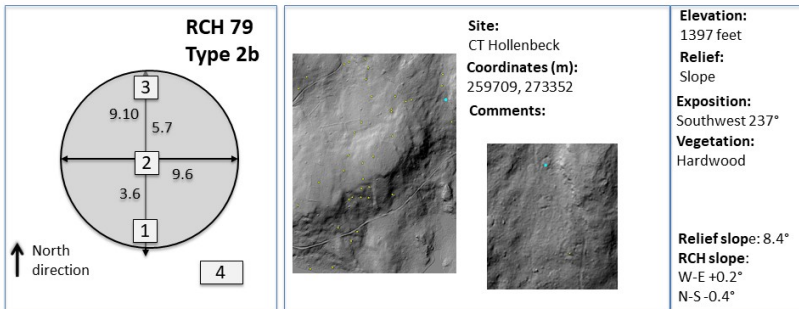 RCH 79
Type 2b
3
9.10
5.7
2
9.6
3.6
1
North
direction
4
Site:
CT Hollenbeck
Coordinates (m):
259709, 273352
Comments:
Elevation:
1397 feet
Relief:
Slope
Exposition:
Southwest 237°
Vegetation:
Hardwood
Relief slope: 8.4°
RCH slope:
W-E +0.2°
N-S -0.4°